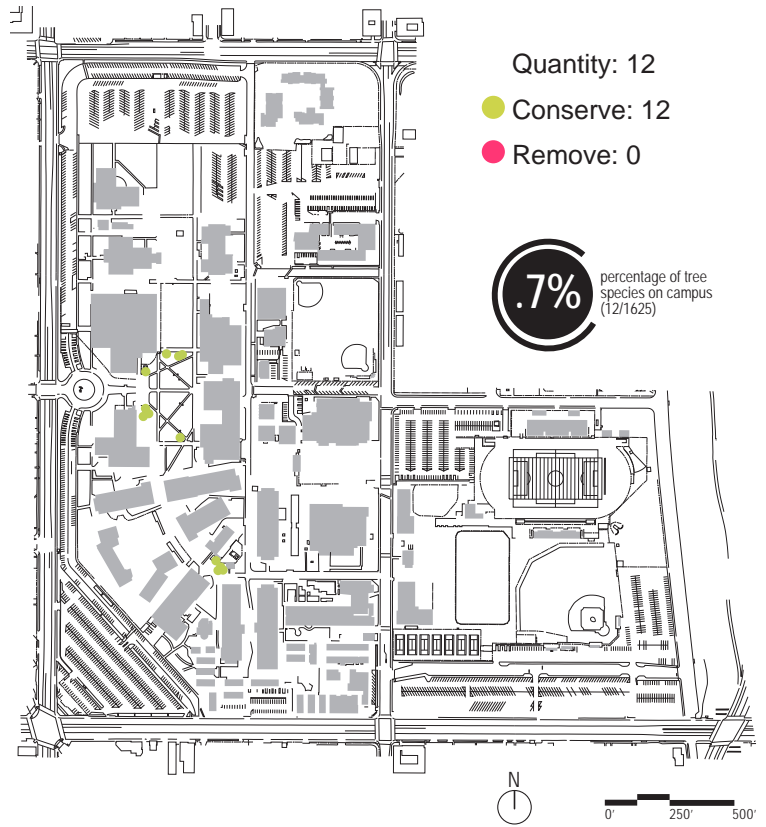 Quantity: 12
Conserve: 12
Remove: 0
.7%
percentage of tree
species on campus
(12/1625)
N
0' 250' 500'